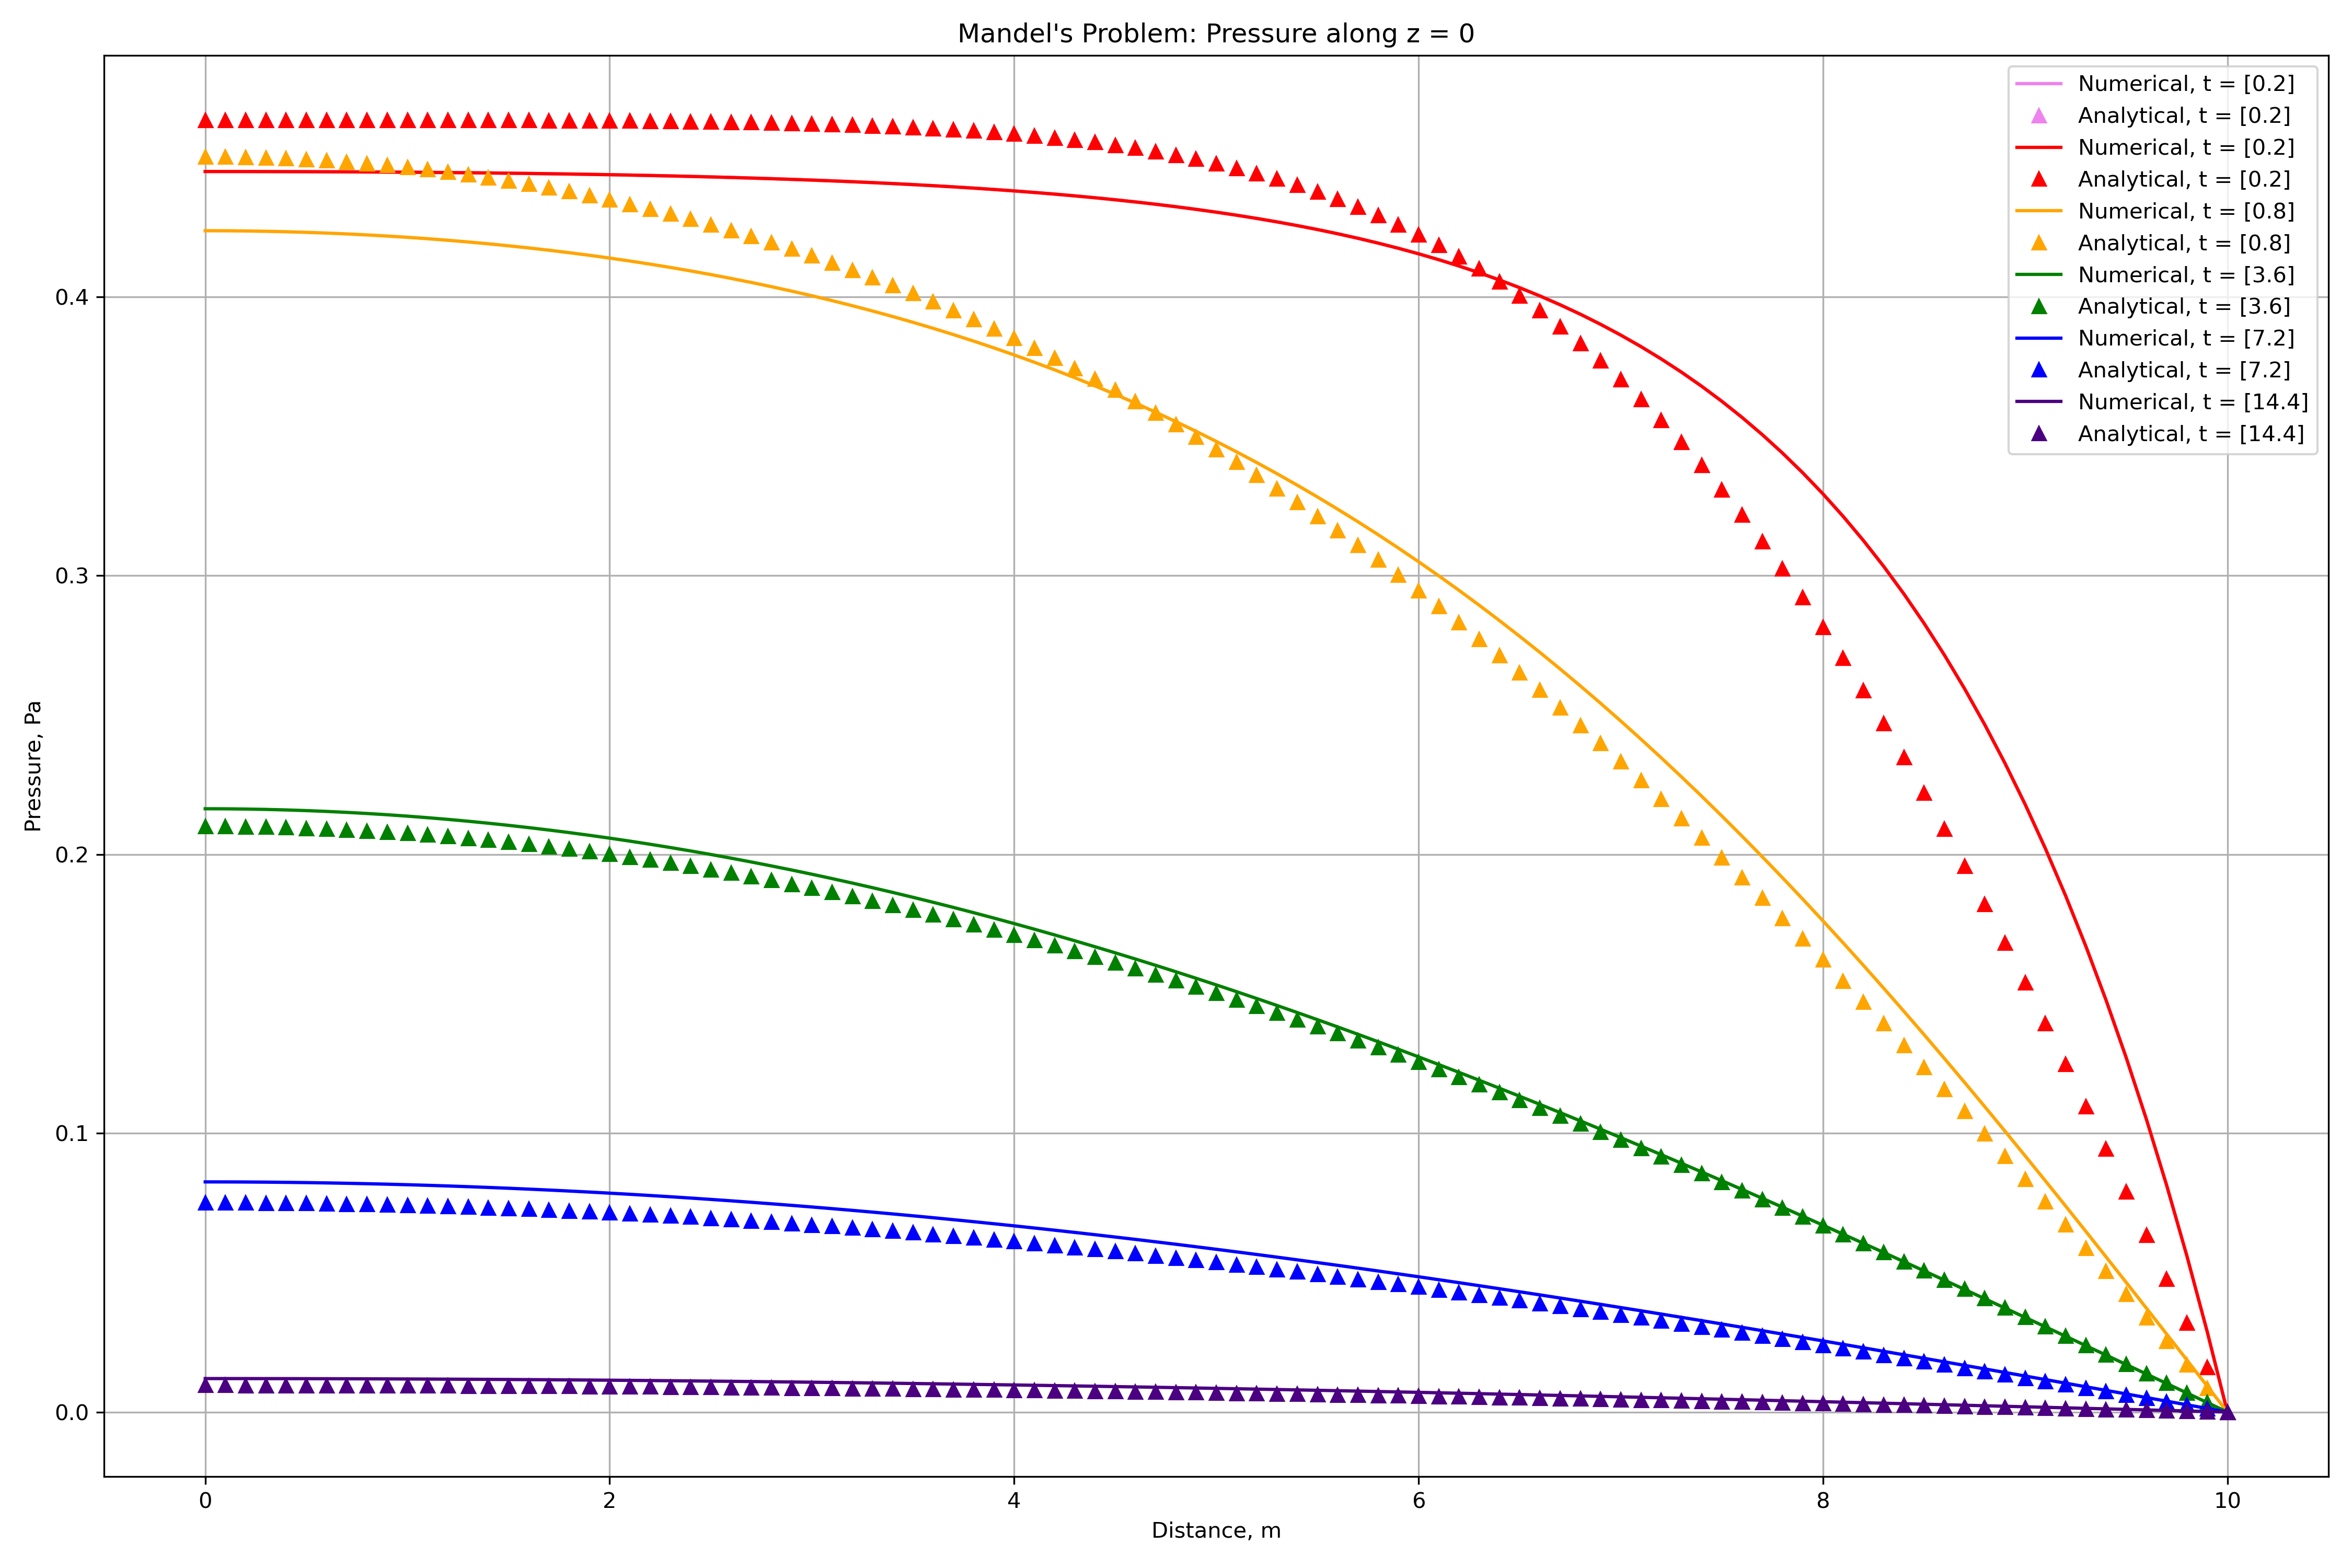 Mandel's Problem: Pressure along z = 0
Numerical, t = [0.2]
Analytical, t = [0.2]
Numerical, t = [0.2]
Analytical, t = [0.2]
Numerical, t = [0.8]
Analytical, t = [0.8]
Numerical, t = [3.6]
Analytical, t = [3.6]
Numerical, t = [7.2]
Analytical, t = [7.2]
Numerical, t = [14.4]
Analytical, t = [14.4]
Pressure, Pa
0.4
0.3
0.2
0.1
0.0
0 2 4 6 8 10
Distance, m